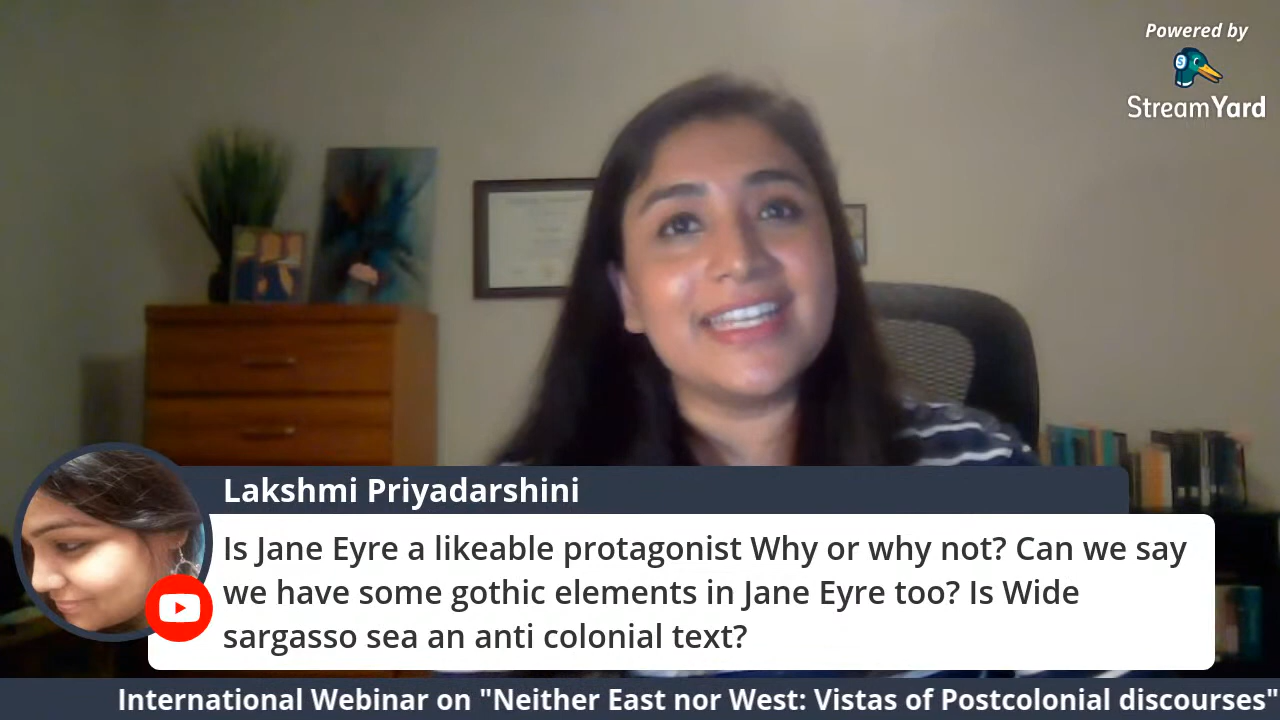 Powered by
StreamYard
Lakshmi Priyadarshini
Is Jane Eyre a likeable protagonist Why or why not? Can we say
we have some gothic elements in Jane Eyre too? Is Wide
sargasso sea an anti colonial text?
International Webinar on "Neither East nor West: Vistas of Postcolonial discourses"